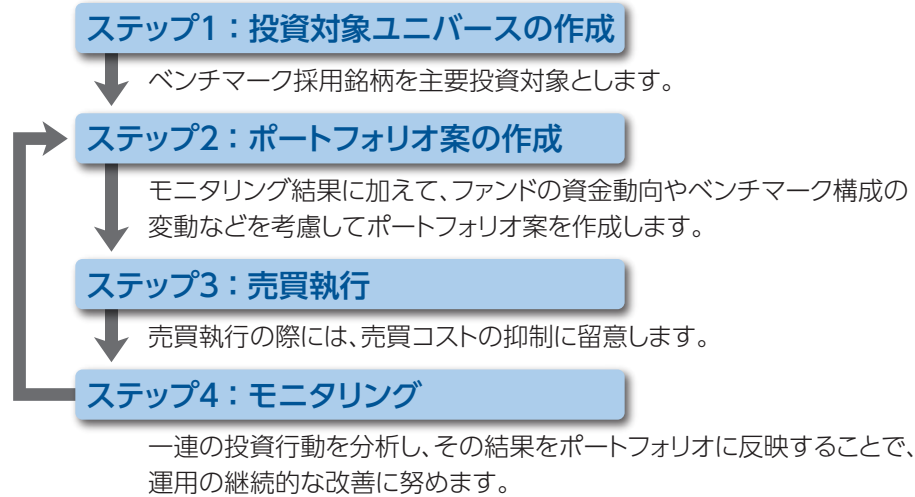 ステップ1：投資対象ユニバースの作成
ベンチマーク採用銘柄を主要投資対象とします。
ステップ2：ポートフォリオ案の作成
モニタリング結果に加えて、ファンドの資金動向やベンチマーク構成の
変動などを考慮してポートフォリオ案を作成します。
ステップ3：売買執行
売買執行の際には、売買コストの抑制に留意します。
ステップ4：モニタリング
一連の投資行動を分析し、その結果をポートフォリオに反映することで、
運用の継続的な改善に努めます。